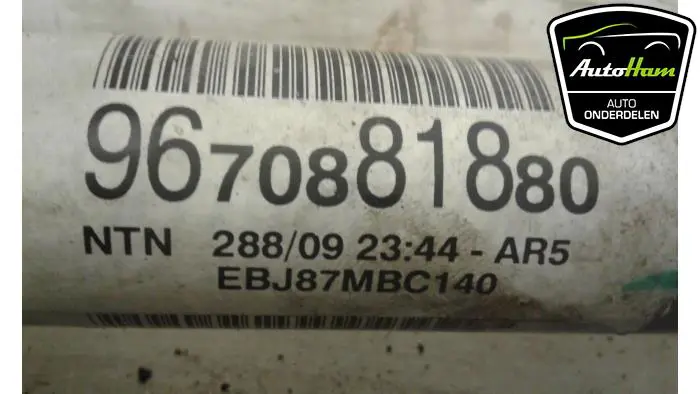 9670881880
NTN 288/09 23:44 - AR5
EBJ87MBC140
AutoHam
AUTO
ONDERDELEN